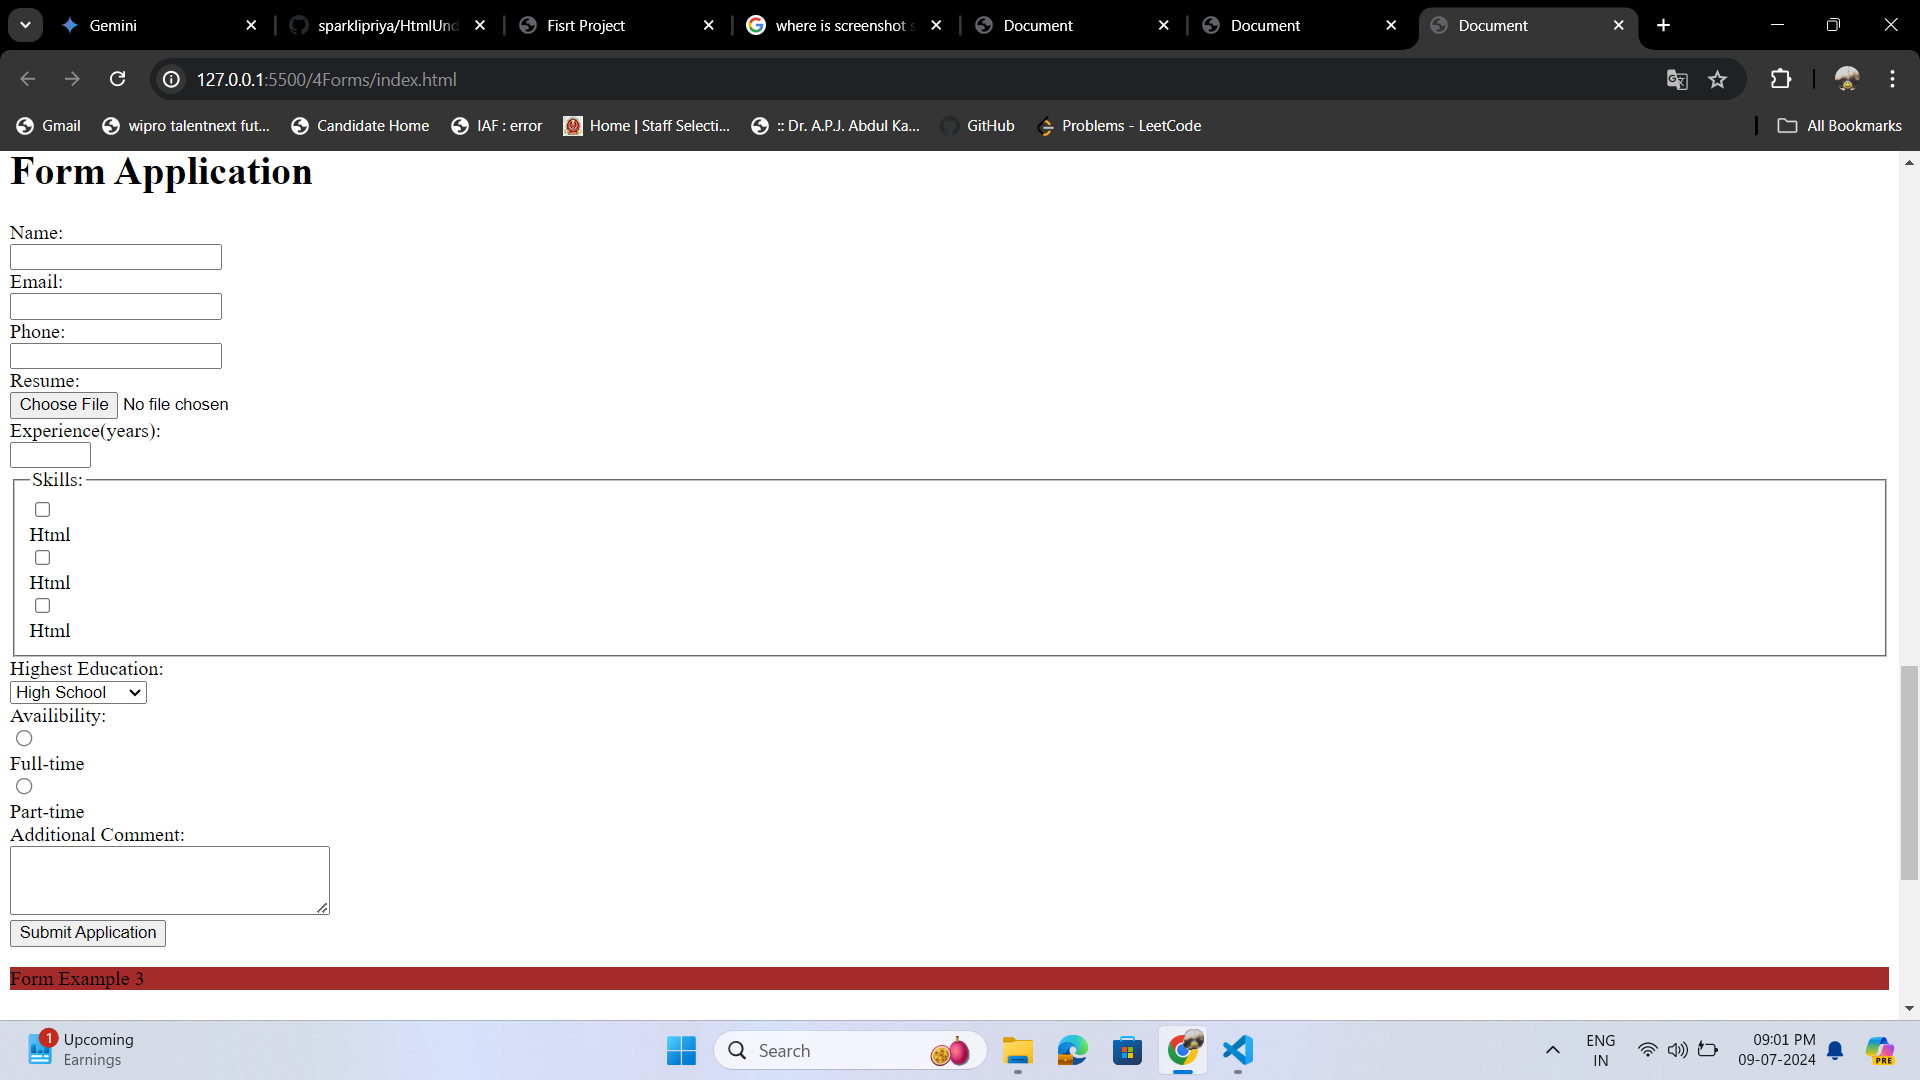 Gemini
sparklipriya/HtmlUnd
Fisrt Project
where is screenshot s
Document
Document
Document
127.0.0.1:5500/4Forms/index.html
Gmail
wipro talentnext fut...
Candidate Home
IAF : error
Home | Staff Selecti...
:: Dr. A.P.J. Abdul Ka...
GitHub
Problems - LeetCode
All Bookmarks
Form Application
Name:
Email:
Phone:
Resume:
Choose File No file chosen
Experience(years):
Skills:
Html
Html
Html
Highest Education:
High School
Availibility:
Full-time
Part-time
Additional Comment:
Submit Application
Form Example 3
1
Upcoming
Earnings
Search
ENG
IN
09:01 PM
09-07-2024
PRE